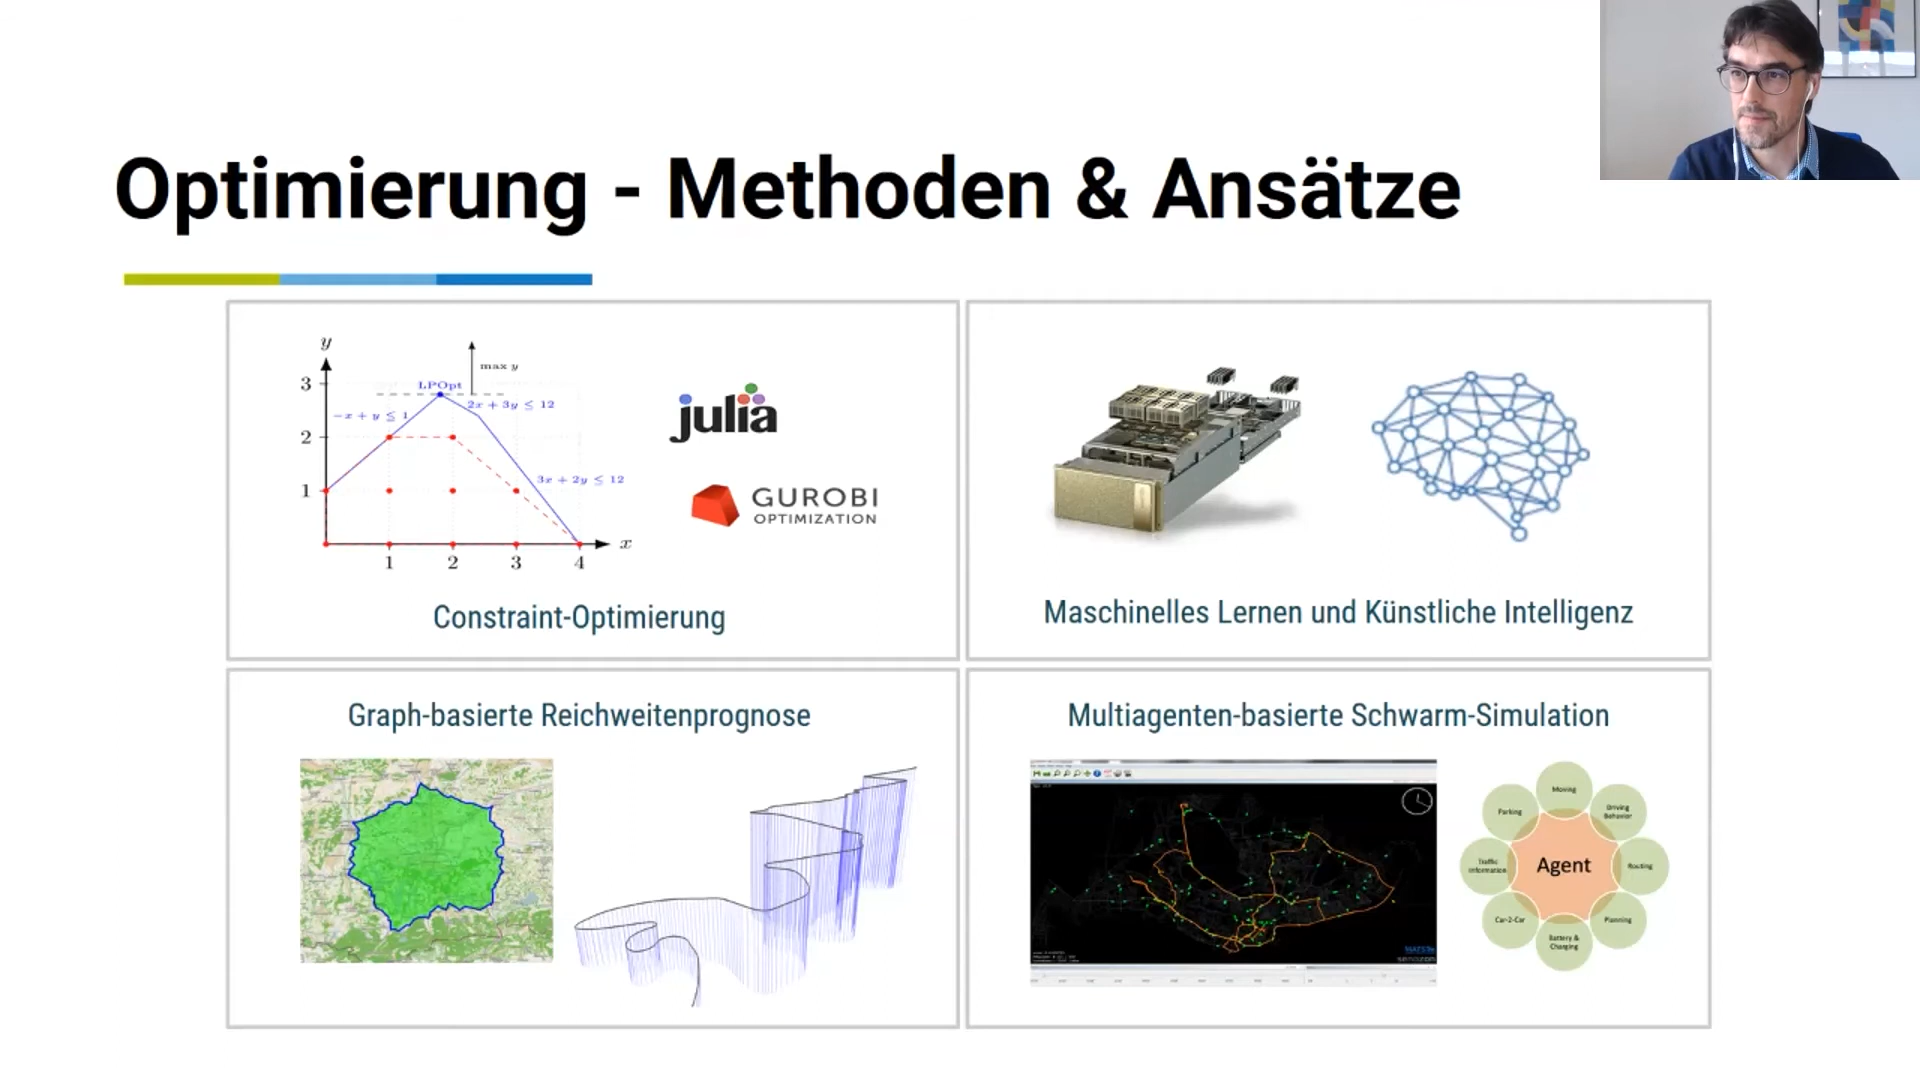 Optimierung - Methoden & Ansätze
y
max y
3
LPOpt
−x + y ≤ 1
2x + 3y ≤ 12
2
3x + 2y ≤ 12
1
x
1 2 3 4
julia
GUROBI
OPTIMIZATION
Constraint-Optimierung
Maschinelles Lernen und Künstliche Intelligenz
Graph-basierte Reichweitenprognose
Multiagenten-basierte Schwarm-Simulation
Moving
Driving
Behavior
Routing
Planning
Battery &
Charging
Car-2-Car
Traffic
Information
Parking
Agent
senozon